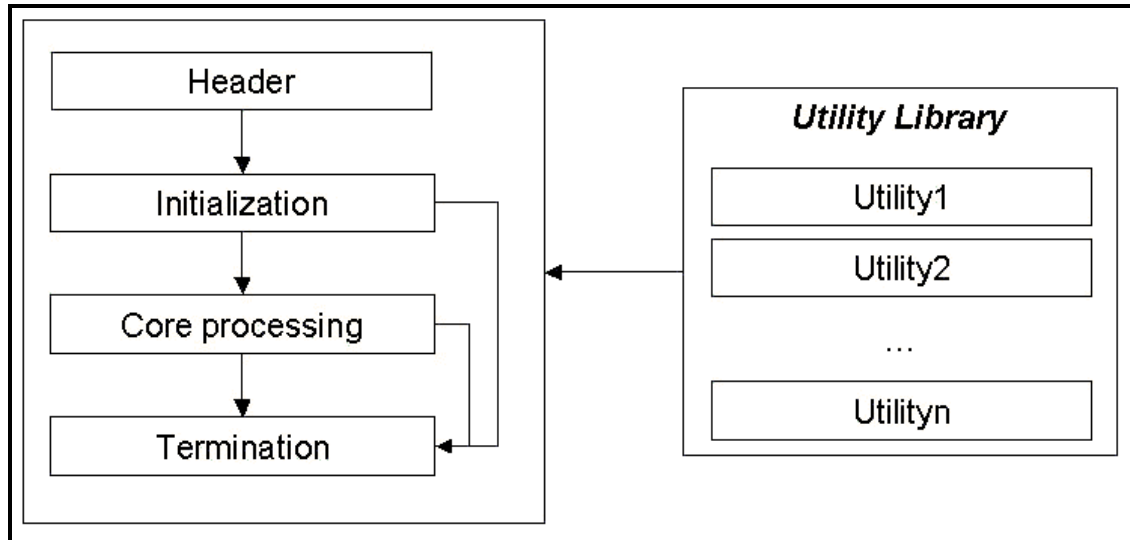 Header
Initialization
Core processing
Termination
Utility Library
Utility1
Utility2
...
Utilityn